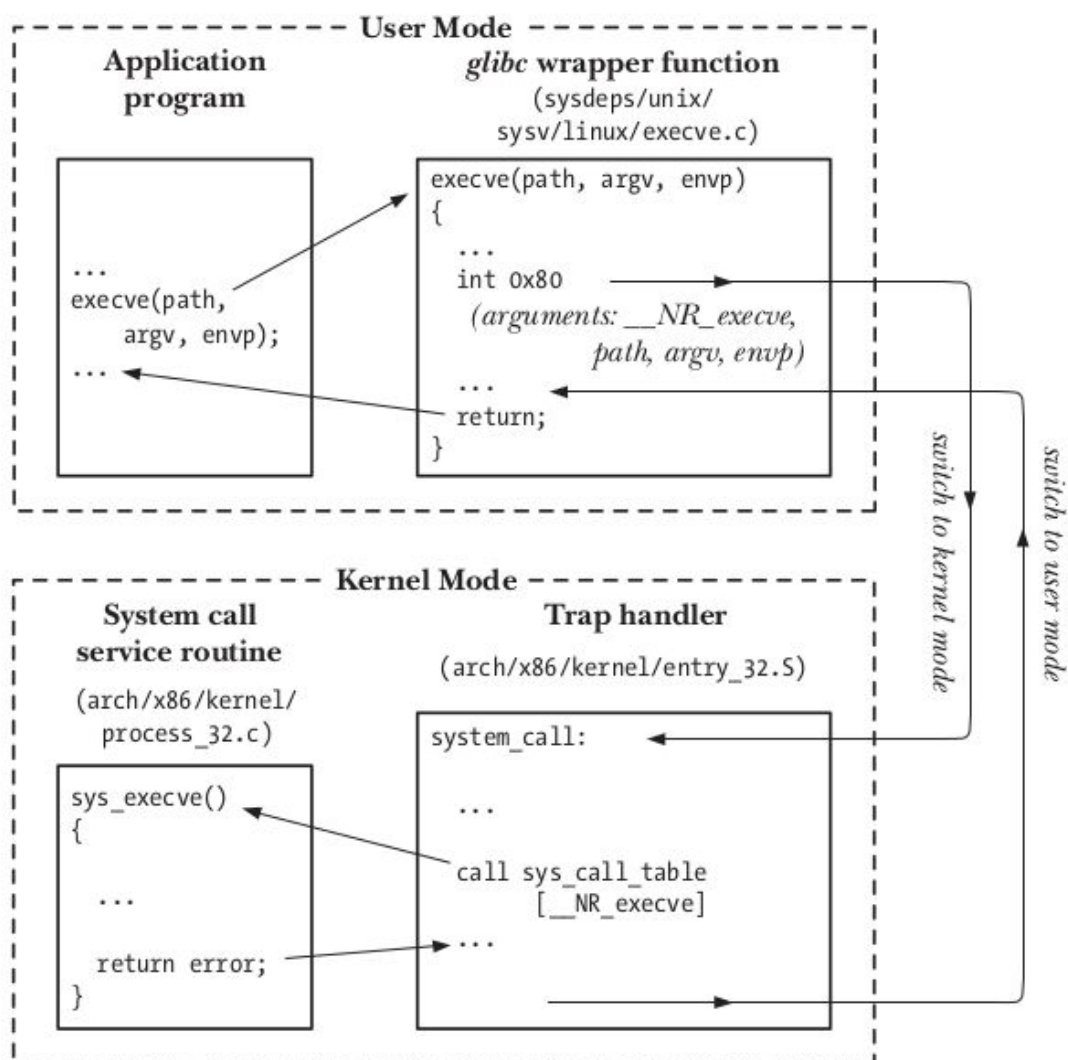 User Mode
Application
program
glibc wrapper function
(sysdeps/unix/
sysv/linux/execve.c)
...
execve(path,
argv, envp);
...
execve(path, argv, envp)
{
...
int 0x80
(arguments: __NR_execve,
path, argv, envp)
...
return;
}
switch to kernel mode
switch to user mode
Kernel Mode
System call
service routine
(arch/x86/kernel/
process_32.c)
sys_execve()
{
...
return error;
}
Trap handler
(arch/x86/kernel/entry_32.S)
system_call:
...
call sys_call_table
[__NR_execve]
...